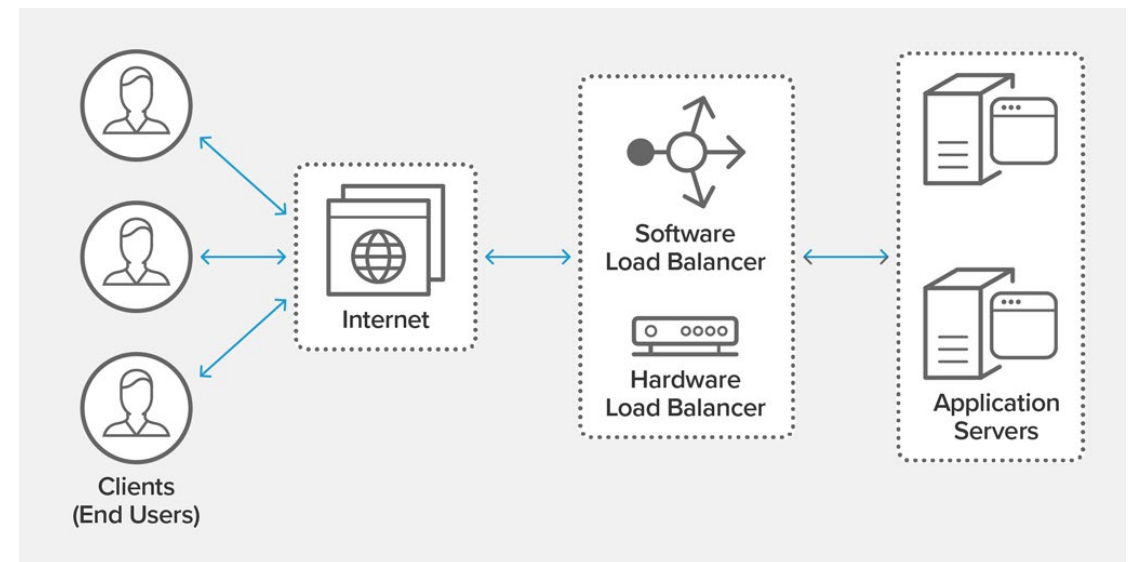 Clients
(End Users)
Internet
Software
Load Balancer
Hardware
Load Balancer
Application
Servers